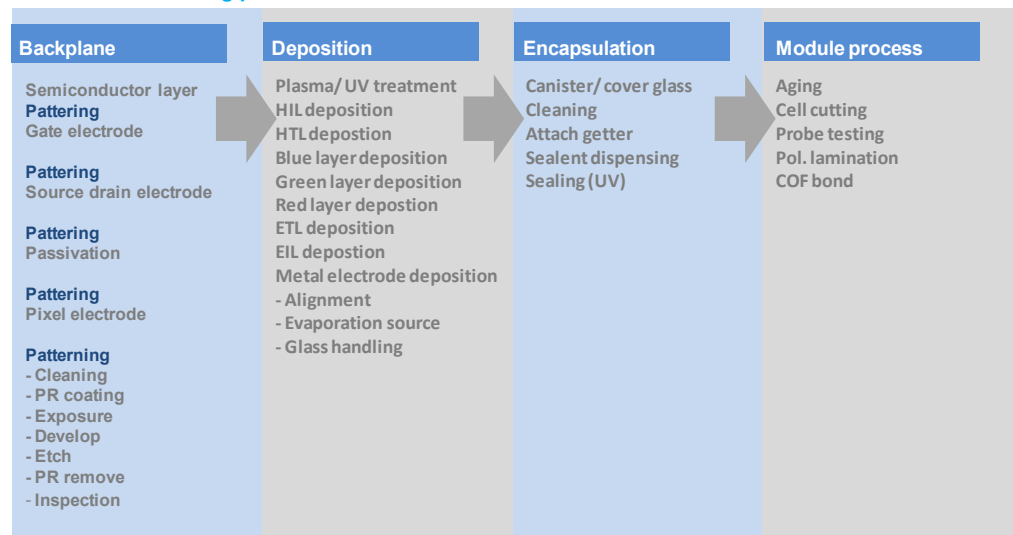 Backplane
Semiconductor layer
Pattering
Gate electrode
Pattering
Source drain electrode
Pattering
Passivation
Pattering
Pixel electrode
Patterning
- Cleaning
- PR coating
- Exposure
- Develop
- Etch
- PR remove
- Inspection
Deposition
Plasma/ UV treatment
HIL deposition
HTL depostion
Blue layer deposition
Green layer deposition
Red layer depostion
ETL deposition
EIL depostion
Metal electrode deposition
- Alignment
- Evaporation source
- Glass handling
Encapsulation
Canister/ cover glass
Cleaning
Attach getter
Sealent dispensing
Sealing (UV)
Module process
Aging
Cell cutting
Probe testing
Pol. lamination
COF bond